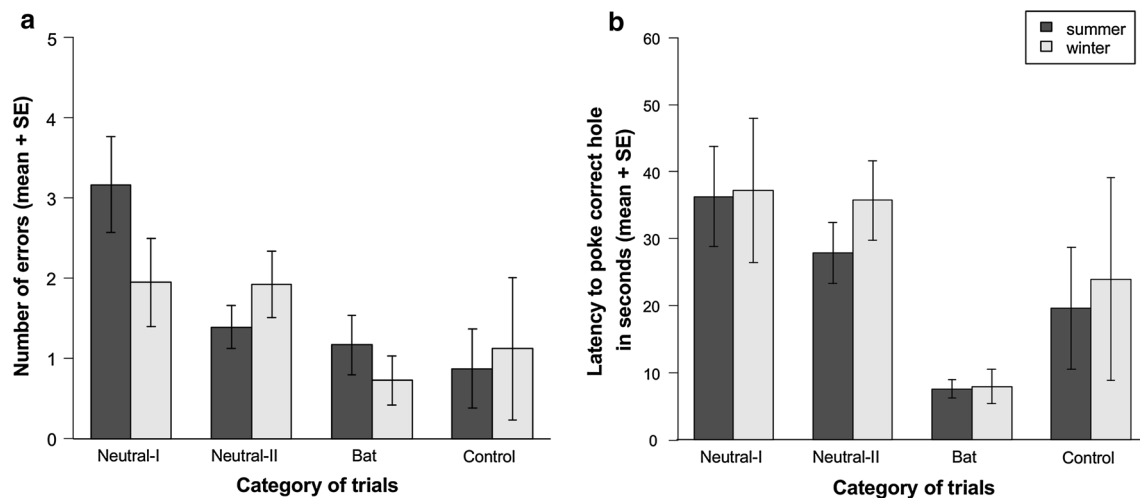 a
Number of errors (mean + SE)
5
4
3
2
1
0
Neutral-I Neutral-II Bat Control
Category of trials
b
summer
winter
Latency to poke correct hole
in seconds (mean + SE)
60
50
40
30
20
10
0
Neutral-I Neutral-II Bat Control
Category of trials